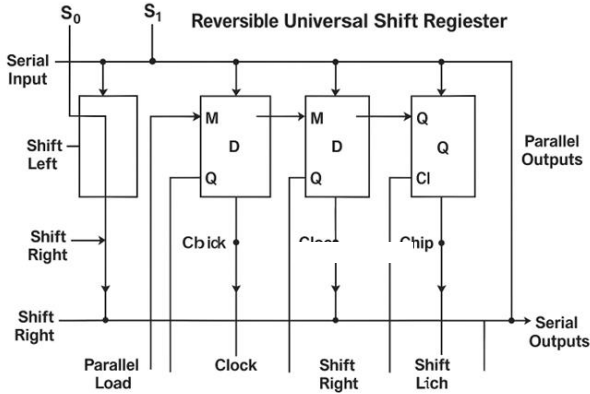 S₀
S₁
Reversible Universal Shift Regiester
Serial
Input
M
D
Q
M
D
Q
Q
Q
Cl
Shift
Left
Parallel
Outputs
Shift
Right
Chip
Shift
Right
Serial
Outputs
Parallel
Load
Clock
Shift
Right
Shift
Lich